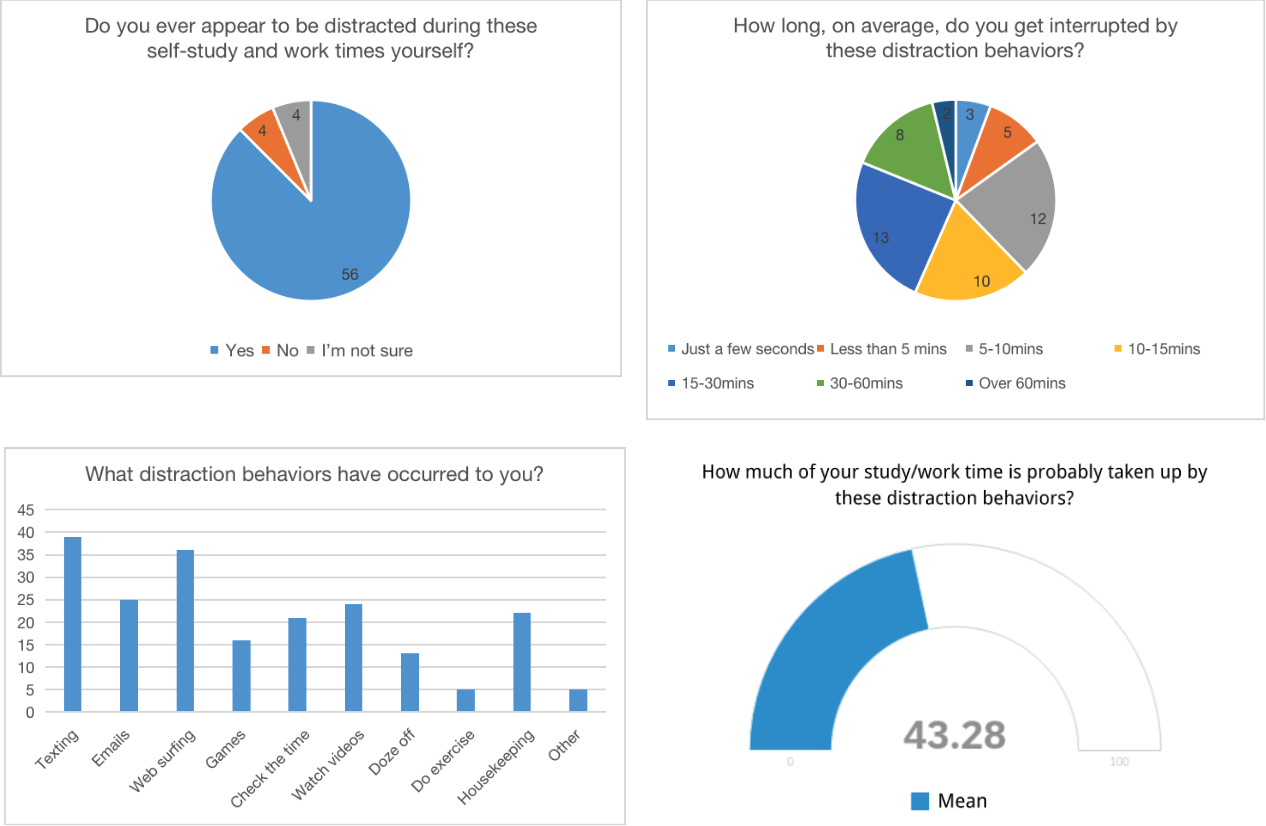 Do you ever appear to be distracted during these
self-study and work times yourself?
4
4
56
Yes No I'm not sure
How long, on average, do you get interrupted by
these distraction behaviors?
2
3
8
5
12
13
10
Just a few seconds Less than 5 mins 5-10mins 10-15mins
15-30mins 30-60mins Over 60mins
What distraction behaviors have occurred to you?
45
40
35
30
25
20
15
10
5
0
Texting
Emails
Web surfing
Games
Check the time
Watch videos
Doze off
Do exercise
Housekeeping
Other
How much of your study/work time is probably taken up by
these distraction behaviors?
43.28
0 100
Mean